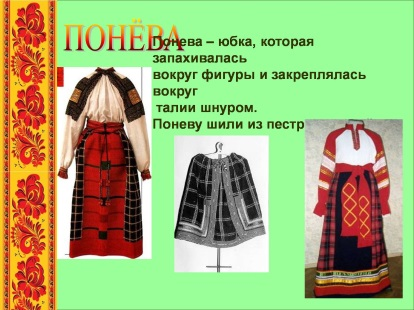 ПОНЁВА
Понева – юбка, которая
запахивалась
вокруг фигуры и закреплялась
вокруг
талии шнуром.
Поневу шили из пестр